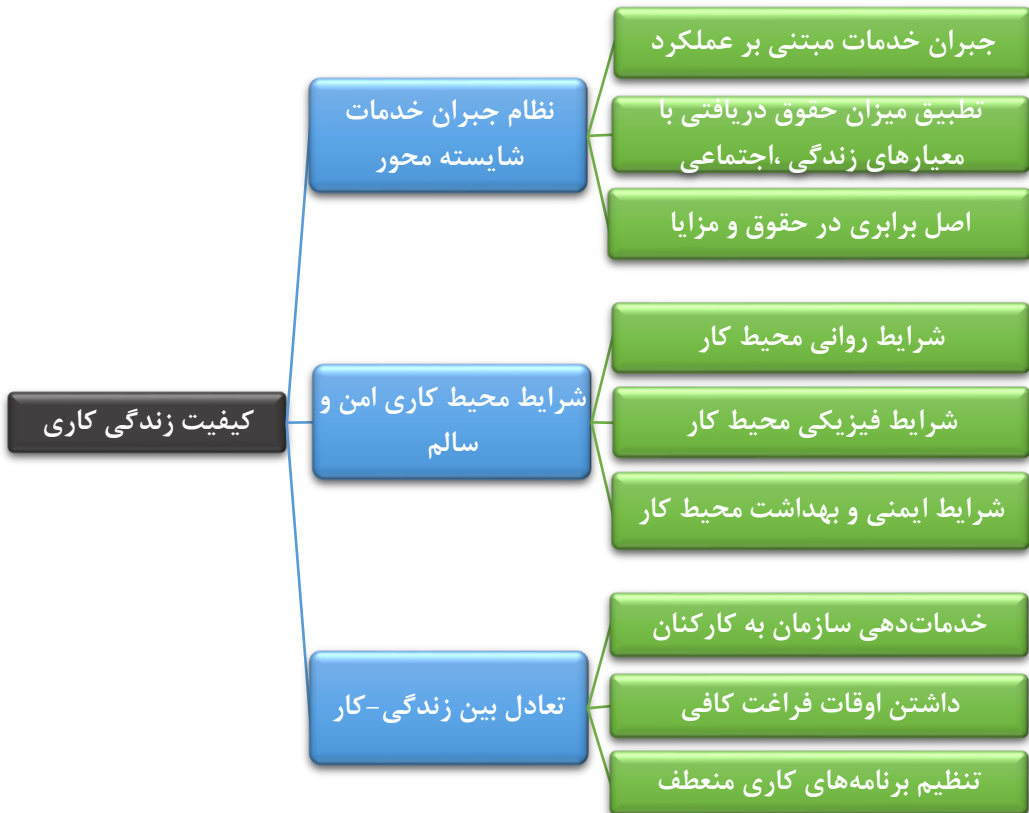 کیفیت زندگی کاری
نظام جبران خدمات
شایسته محور
جبران خدمات مبتنی بر عملکرد
تطبیق میزان حقوق دریافتی با
معیارهای زندگی ،اجتماعی
اصل برابری در حقوق و مزایا
شرایط محیط کاری امن و
سالم
شرایط روانی محیط کار
شرایط فیزیکی محیط کار
شرایط ایمنی و بهداشت محیط کار
تعادل بین زندگی-کار
خدمات‌دهی سازمان به کارکنان
داشتن اوقات فراغت کافی
تنظیم برنامه‌های کاری منعطف